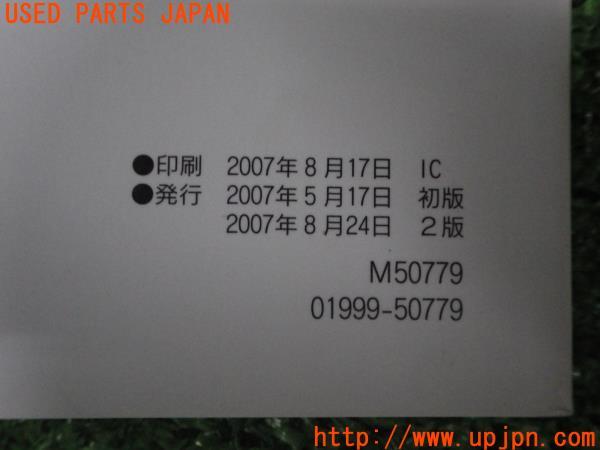 USED PARTS JAPAN
●印刷 2007年8月17日 IC
●発行 2007年5月17日 初版
2007年8月24日 2版
M50779
01999-50779
http://www.upjpn.com